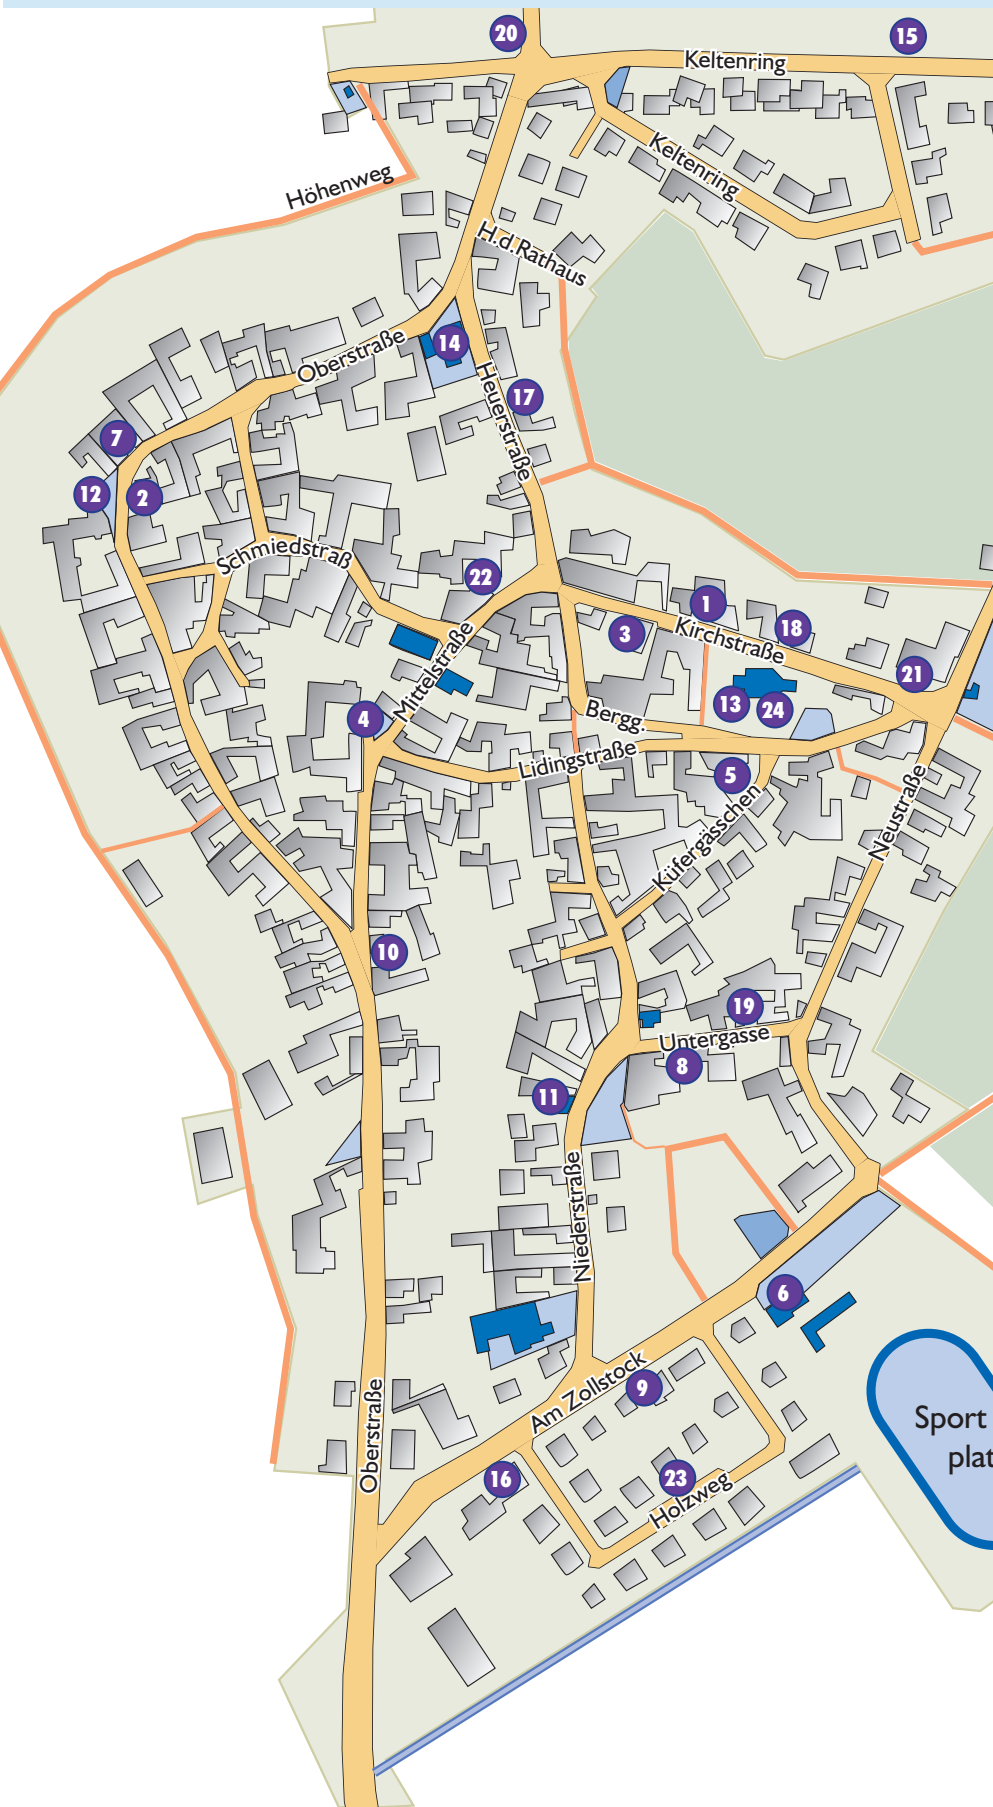 20
15
Keltenring
Keltenring
Höhenweg
H.d.Rathaus
14
Oberstraße
17
Heuerstraße
7
12
2
Schmiedstraß
22
1
3
18
Kirchstraße
Mittelstraße
21
13
24
4
Bergg.
Lidingstraße
5
Küfergässchen
Neustraße
10
19
Untergasse
8
11
Niederstraße
6
Am Zollstock
9
Oberstraße
Sport
plat
16
23
Holzweg